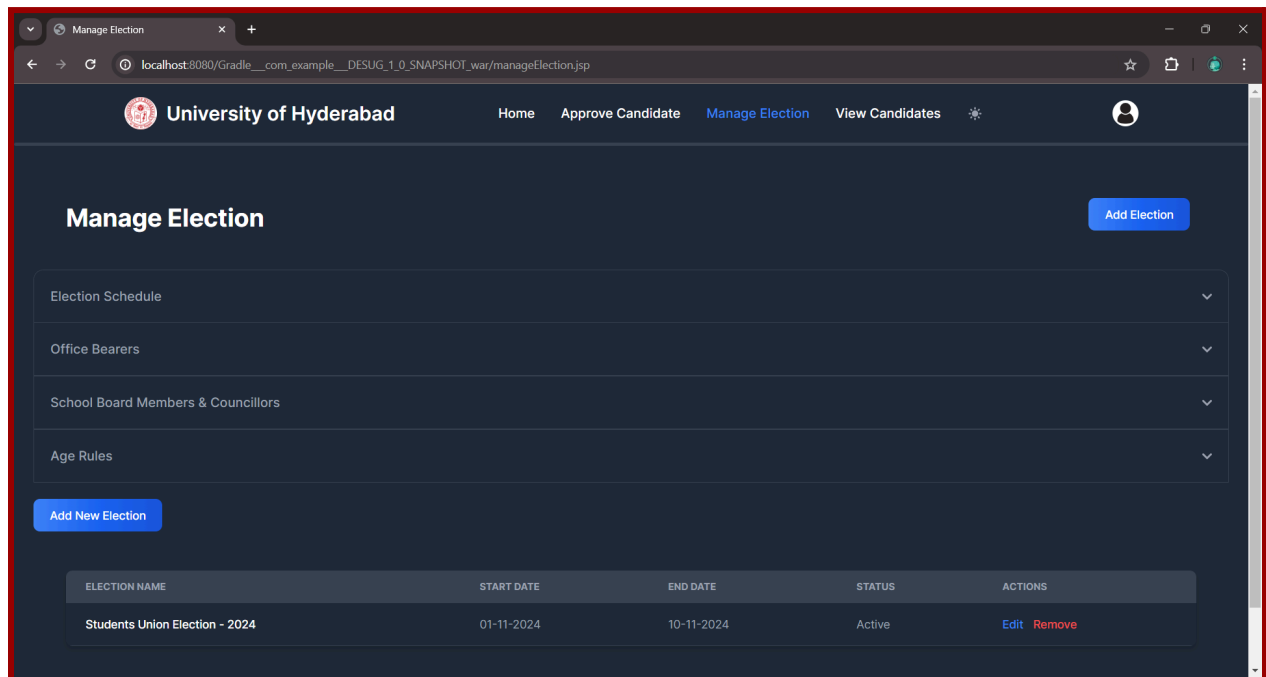 Manage Election
localhost:8080/Gradle___com_example___DESUG_1_0_SNAPSHOT_war/manageElection.jsp
University of Hyderabad Home Approve Candidate Manage Election View Candidates
Manage Election Add Election
Election Schedule
Office Bearers
School Board Members & Councillors
Age Rules
Add New Election
ELECTION NAME START DATE END DATE STATUS ACTIONS
Students Union Election - 2024 01-11-2024 10-11-2024 Active Edit Remove